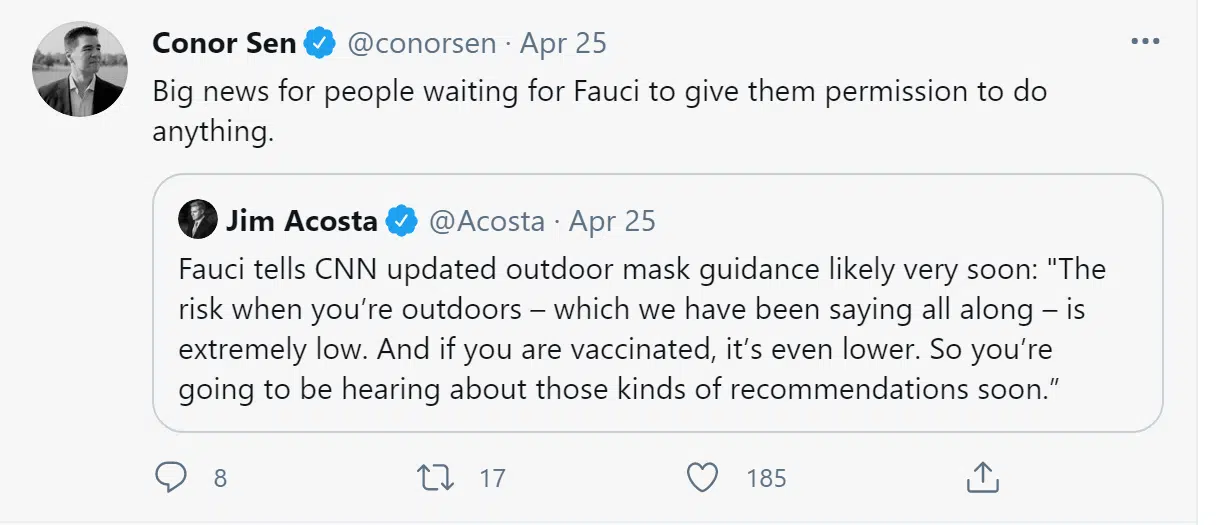 Conor Sen @conorsen · Apr 25
Big news for people waiting for Fauci to give them permission to do
anything.
Jim Acosta @Acosta · Apr 25
Fauci tells CNN updated outdoor mask guidance likely very soon: "The
risk when you’re outdoors – which we have been saying all along – is
extremely low. And if you are vaccinated, it’s even lower. So you’re
going to be hearing about those kinds of recommendations soon.”
8 17 185